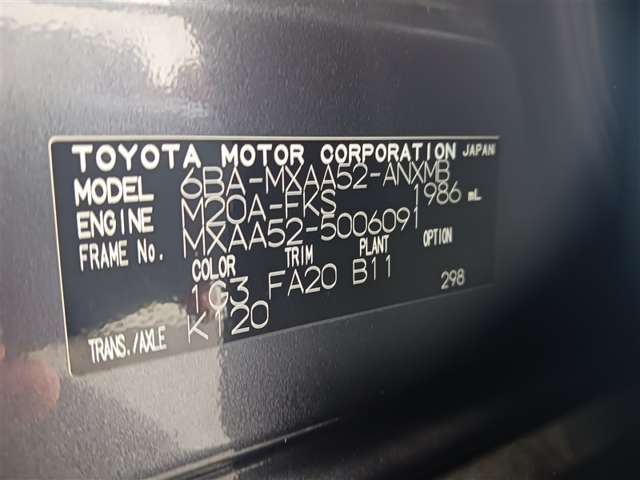 TOYOTA MOTOR CORPORATION JAPAN
MODEL 6BA-MXAA52-ANXMB
ENGINE M20A-FKS 1986 mL
FRAME No. MXAA52-5006091
COLOR TRIM PLANT OPTION
1G3 FA20 B11 298
TRANS./AXLE K120